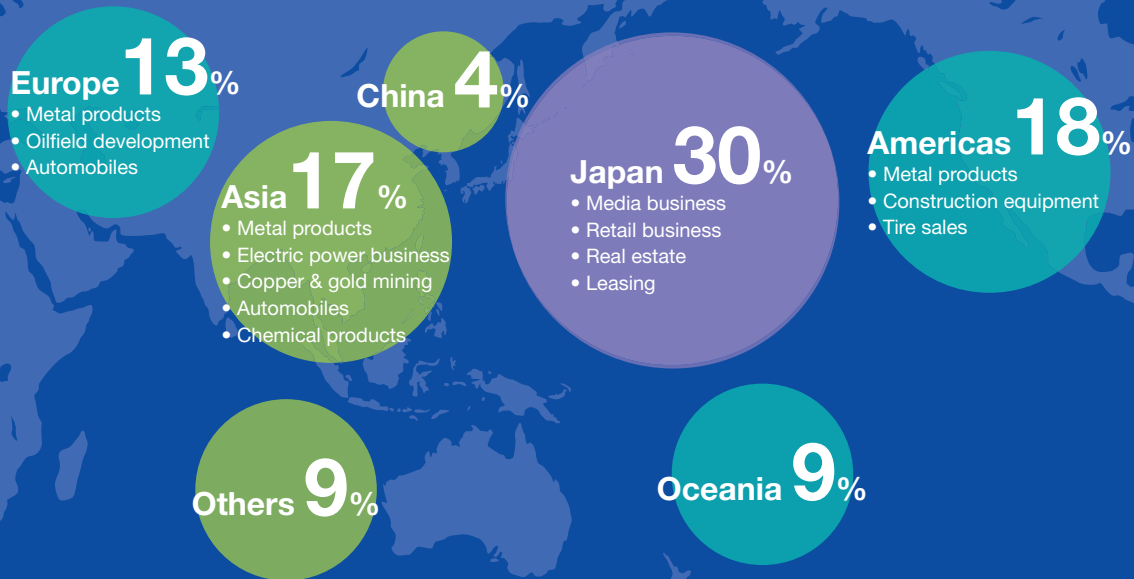 Europe 13%
• Metal products
• Oilfield development
• Automobiles
China 4%
Asia 17%
• Metal products
• Electric power business
• Copper & gold mining
• Automobiles
• Chemical products
Japan 30%
• Media business
• Retail business
• Real estate
• Leasing
Americas 18%
• Metal products
• Construction equipment
• Tire sales
Others 9%
Oceania 9%